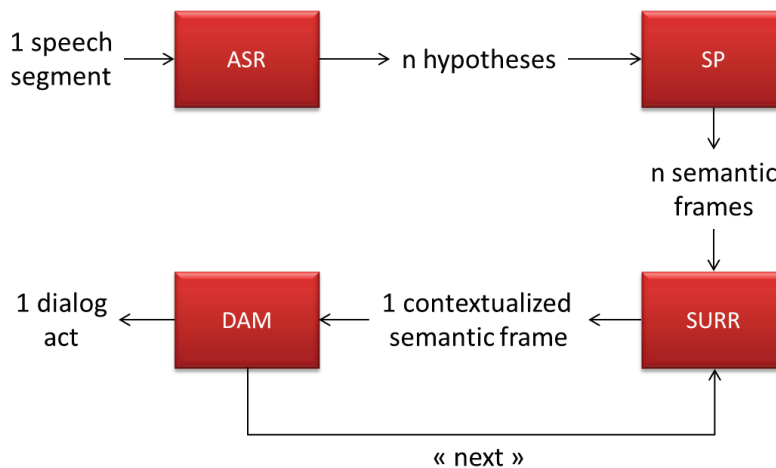 1 speech
segment
ASR
n hypotheses
SP
n semantic
frames
SURR
1 contextualized
semantic frame
DAM
1 dialog
act
« next »